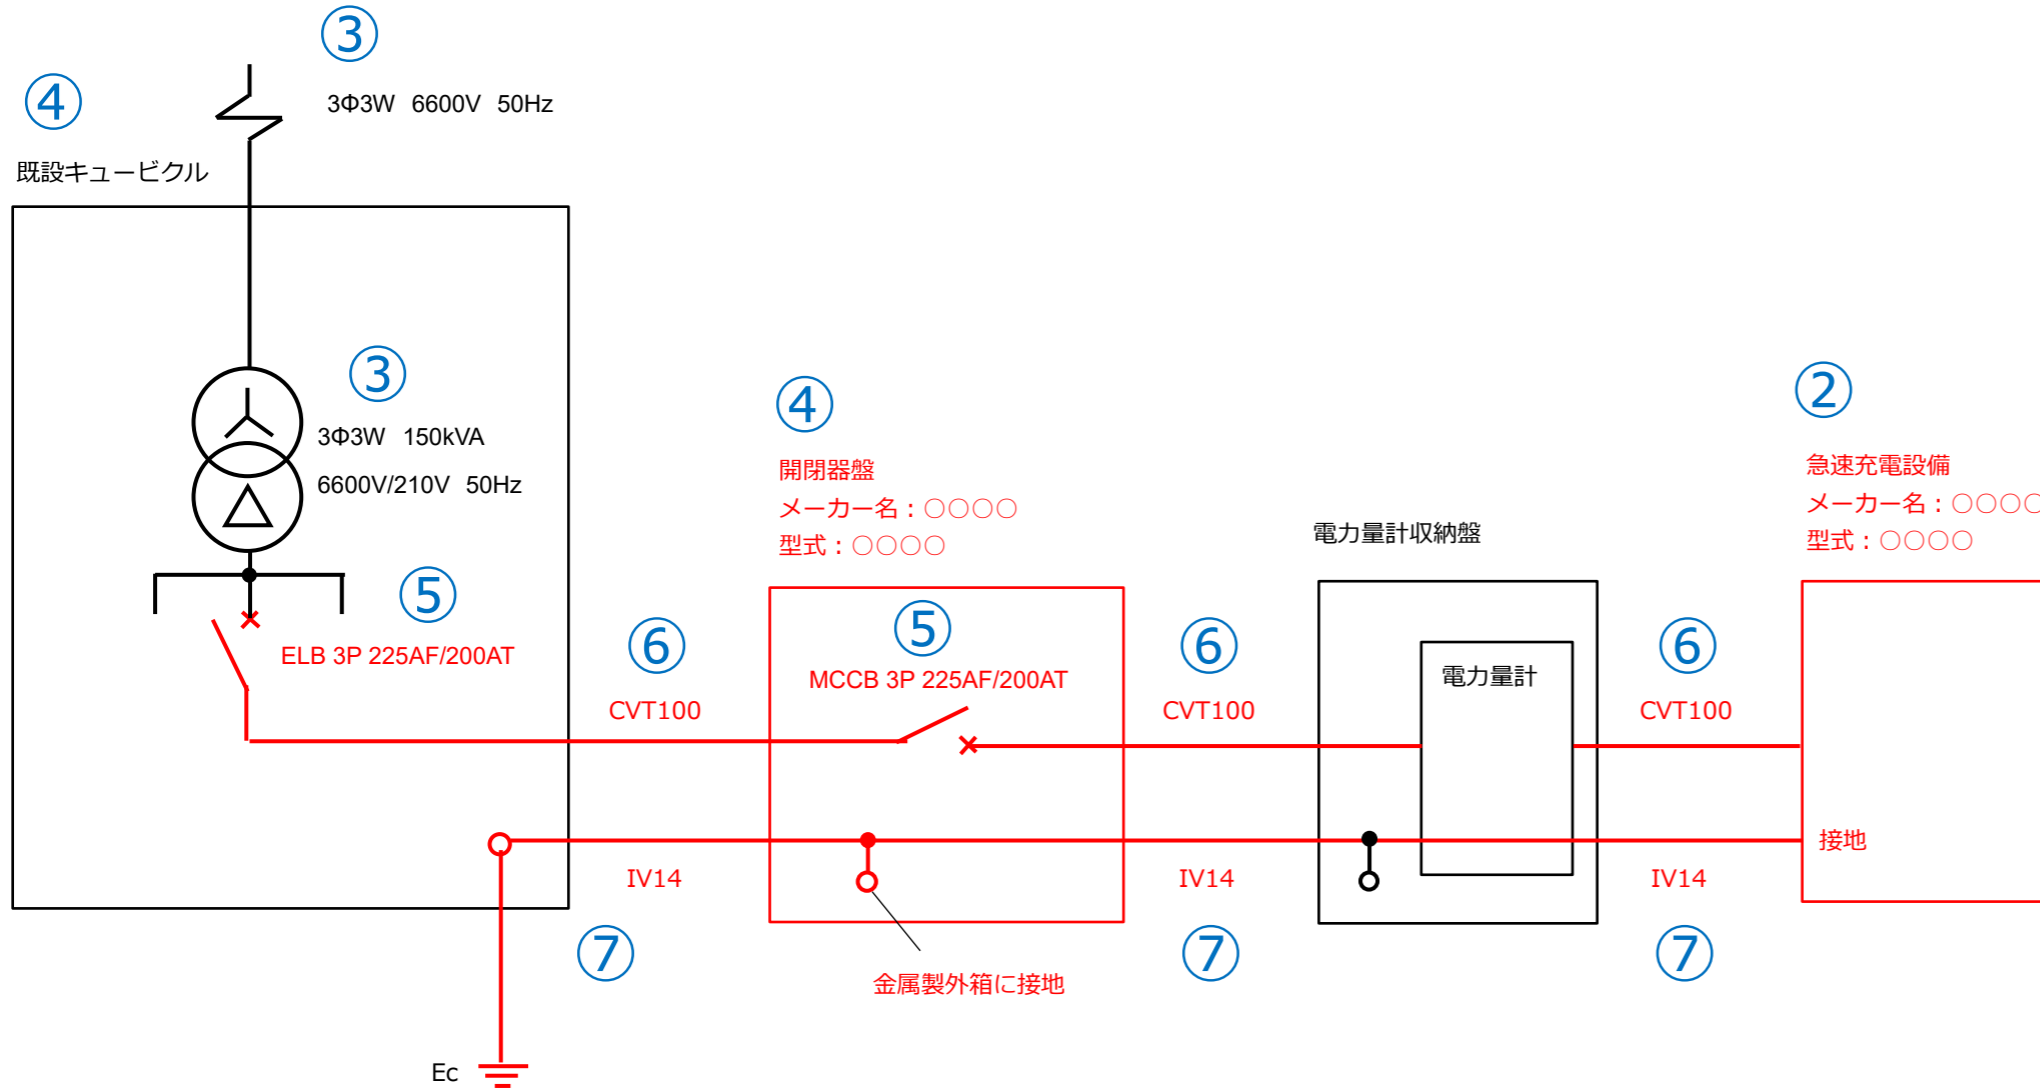 ③
3Φ3W 6600V 50Hz
④
既設キュービクル
③
3Φ3W 150kVA
6600V/210V 50Hz
⑤
ELB 3P 225AF/200AT
⑥
CVT100
④
開閉器盤
メーカー名：○○○○
型式：○○○○
⑤
MCCB 3P 225AF/200AT
⑥
CVT100
電力量計収納盤
電力量計
⑥
CVT100
②
急速充電設備
メーカー名：○○○○
型式：○○○○
接地
IV14
⑦
金属製外箱に接地
IV14
⑦
IV14
⑦
Ec